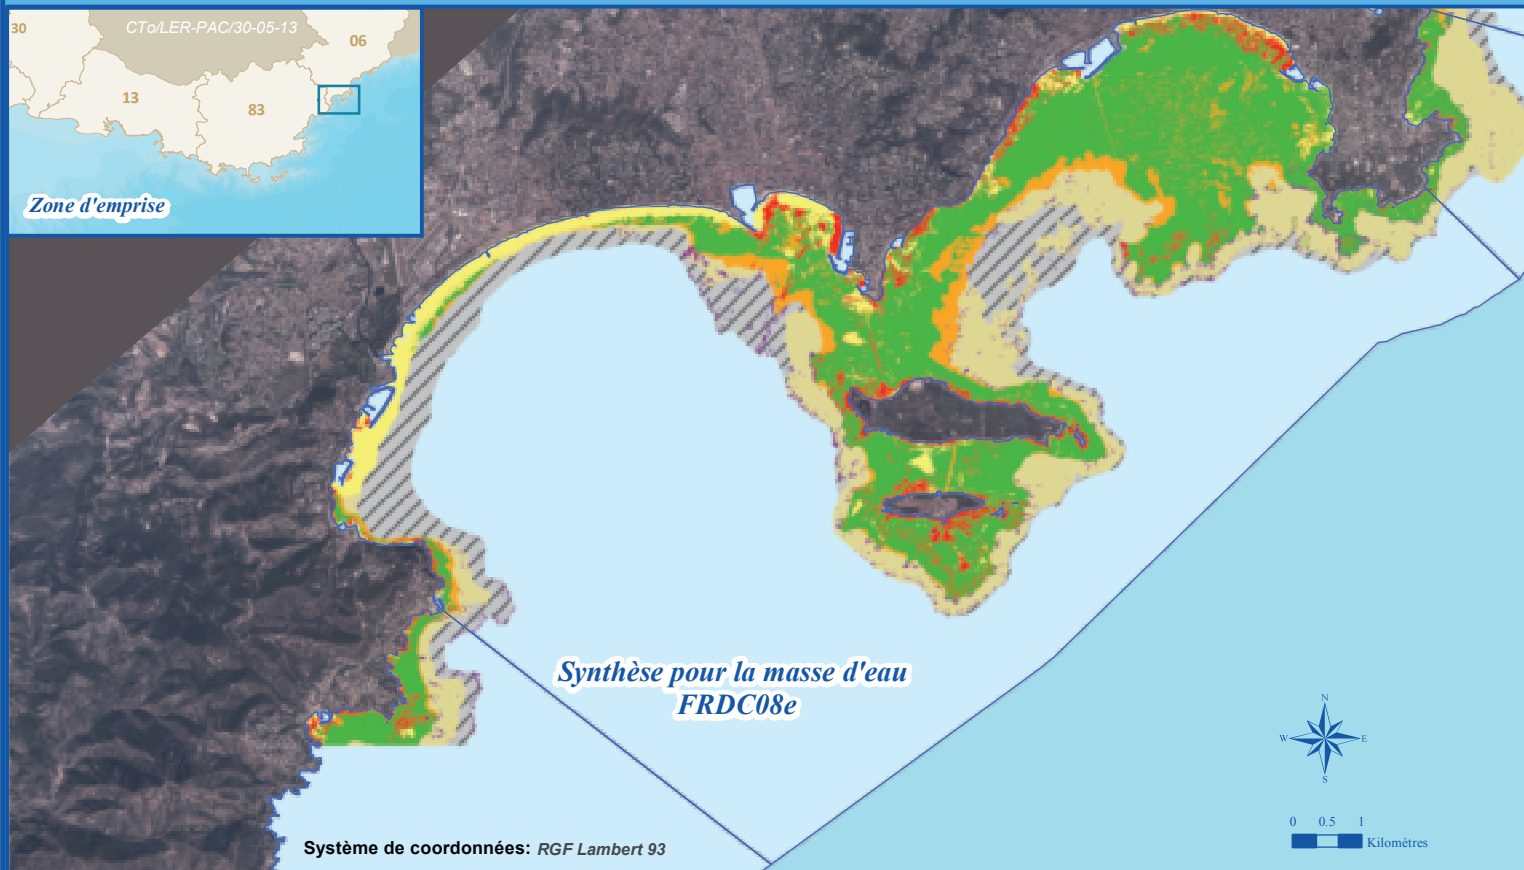 30
CTo/LER-PAC/30-05-13
06
13
83
Zone d'emprise
Synthèse pour la masse d'eau
FRDC08e
N
W
E
S
0 0.5 1
Kilomètres
Système de coordonnées: RGF Lambert 93